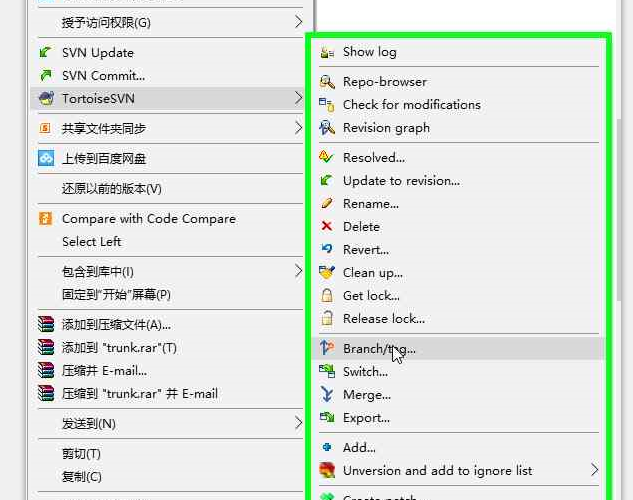 授予访问权限(G)
SVN Update
SVN Commit...
TortoiseSVN
共享文件夹同步
上传到百度网盘
还原以前的版本(V)
Compare with Code Compare
Select Left
包含到库中(I)
固定到"开始"屏幕(P)
添加到压缩文件(A)...
添加到 "trunk.rar"(T)
压缩并 E-mail...
压缩到 "trunk.rar" 并 E-mail
发送到(N)
剪切(T)
复制(C)
Show log
Repo-browser
Check for modifications
Revision graph
Resolved...
Update to revision...
Rename...
Delete
Revert...
Clean up...
Get lock...
Release lock...
Branch/tag...
Switch...
Merge...
Export...
Add...
Unversion and add to ignore list
Create patch...